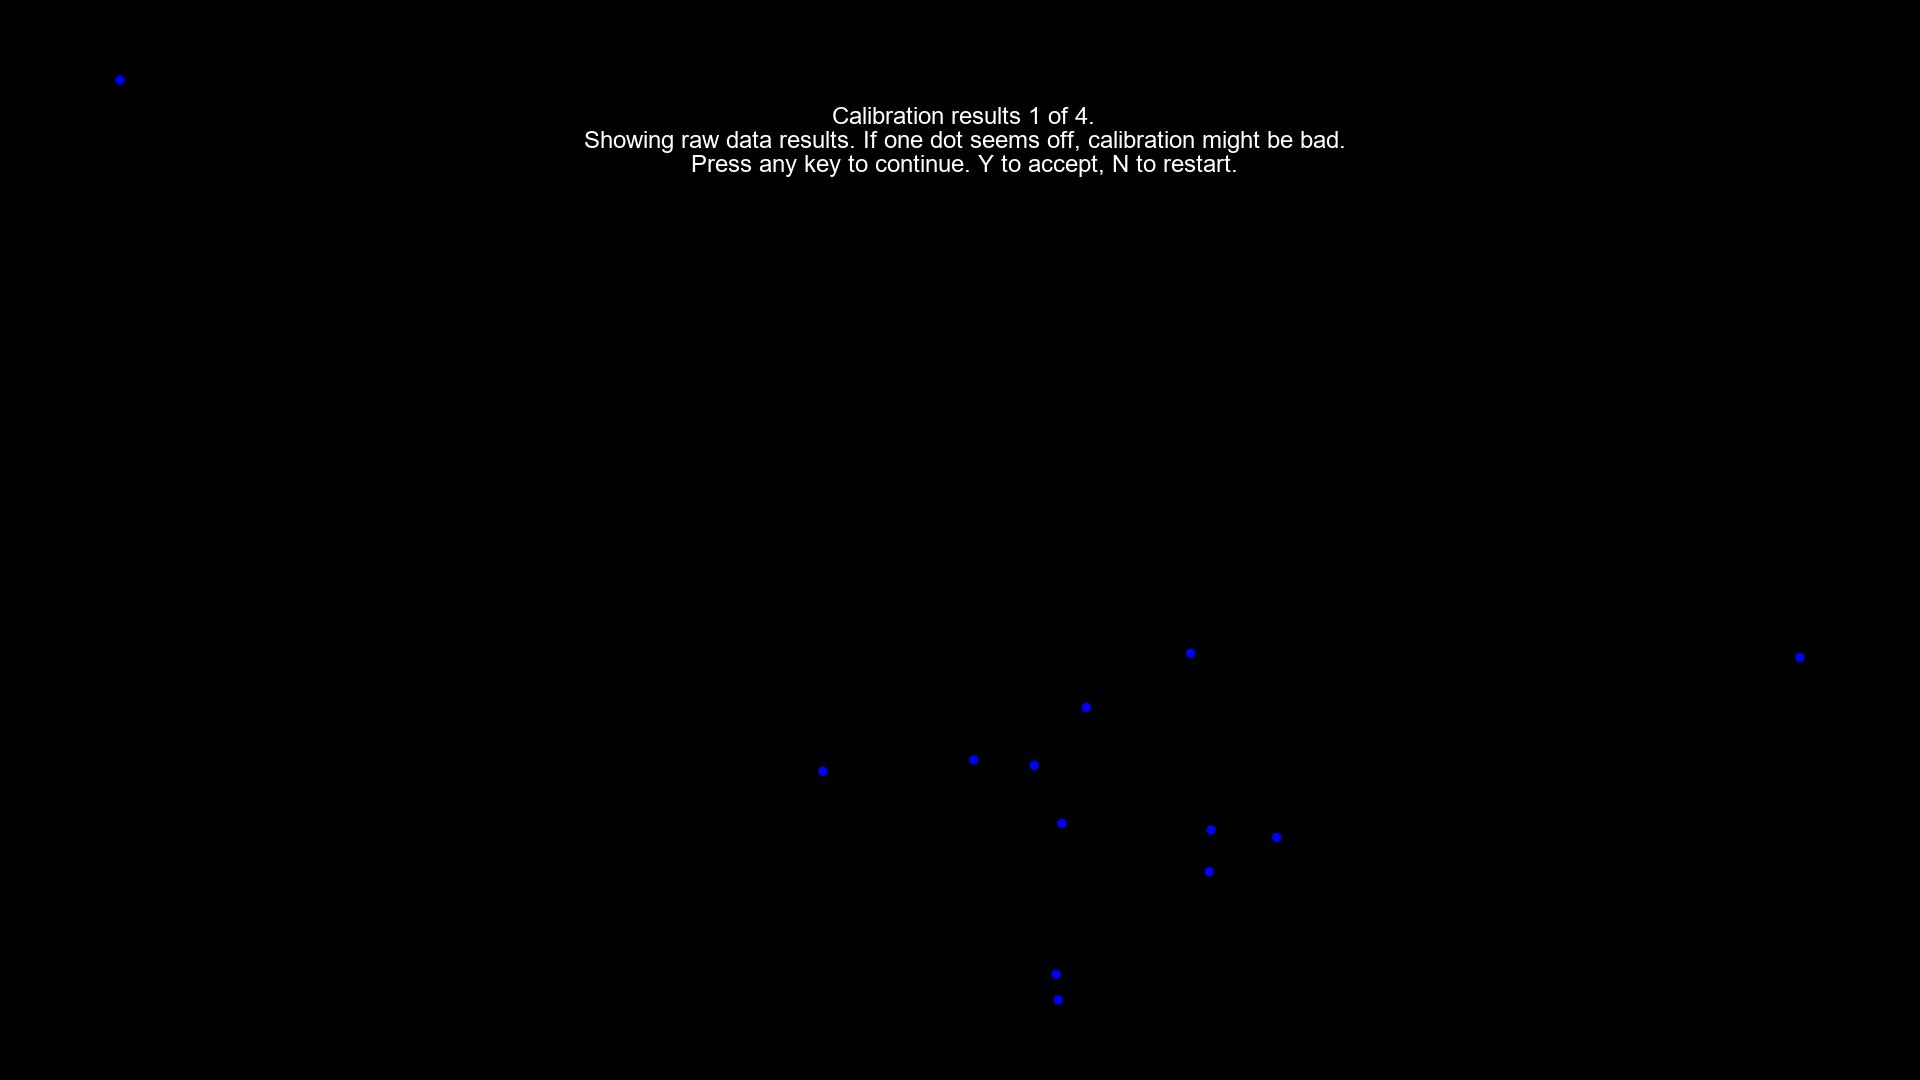 Calibration results 1 of 4.
Showing raw data results. If one dot seems off, calibration might be bad.
Press any key to continue. Y to accept, N to restart.